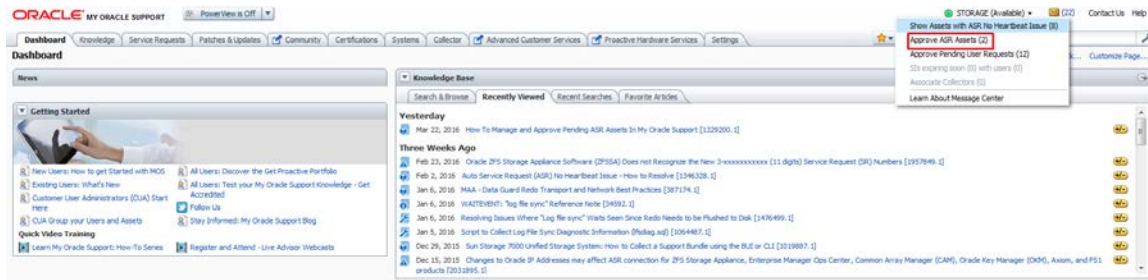 ORACLE MY ORACLE SUPPORT
PowerView is Off
STORAGE (Available)
(22)
Contact Us
Help
Dashboard
Knowledge
Service Requests
Patches & Updates
Community
Certifications
Systems
Collector
Advanced Customer Services
Proactive Hardware Services
Settings
Show Assets with ASR No Heartbeat Issue (8)
Approve ASR Assets (2)
Approve Pending User Requests (12)
SIs expiring soon (0) with users (0)
Associate Collectors (0)
Learn About Message Center
Dashboard
Customize Page...
News
Getting Started
New Users: How to get Started with MOS
Existing Users: What's New
Customer User Administrators (CUA) Start Here
CUA Group your Users and Assets
All Users: Discover the Get Proactive Portfolio
All Users: Test your My Oracle Support Knowledge - Get Accredited
Follow Us
Stay Informed: My Oracle Support Blog
Quick Video Training
Learn My Oracle Support: How-To Series
Register and Attend - Live Advisor Webcasts
Knowledge Base
Search & Browse
Recently Viewed
Recent Searches
Favorite Articles
Yesterday
Mar 22, 2016 How To Manage and Approve Pending ASR Assets In My Oracle Support [1329200.1]
Three Weeks Ago
Feb 23, 2016 Oracle ZFS Storage Appliance Software (ZFSSA) Does not Recognize the New 3-xxxxxxxxxxx (11 digits) Service Request (SR) Numbers [1957849.1]
Feb 2, 2016 Auto Service Request (ASR) No Heartbeat Issue - How to Resolve [1346328.1]
Jan 6, 2016 MAA - Data Guard Redo Transport and Network Best Practices [387174.1]
Jan 6, 2016 WAITEVENT: "log file sync" Reference Note [34592.1]
Jan 6, 2016 Resolving Issues Where "Log file sync" Waits Seen Since Redo Needs to be Flushed to Disk [1476499.1]
Jan 5, 2016 Script to Collect Log File Sync Diagnostic Information (lfsdiag.sql) [1064487.1]
Dec 29, 2015 Sun Storage 7000 Unified Storage System: How to Collect a Support Bundle using the BUI or CLI [1019887.1]
Dec 15, 2015 Changes to Oracle IP Addresses may affect ASR connection for ZFS Storage Appliance, Enterprise Manager Ops Center, Common Array Manager (CAM), Oracle Key Manager (OKM), Axiom, and FS1
products [2031895.1]